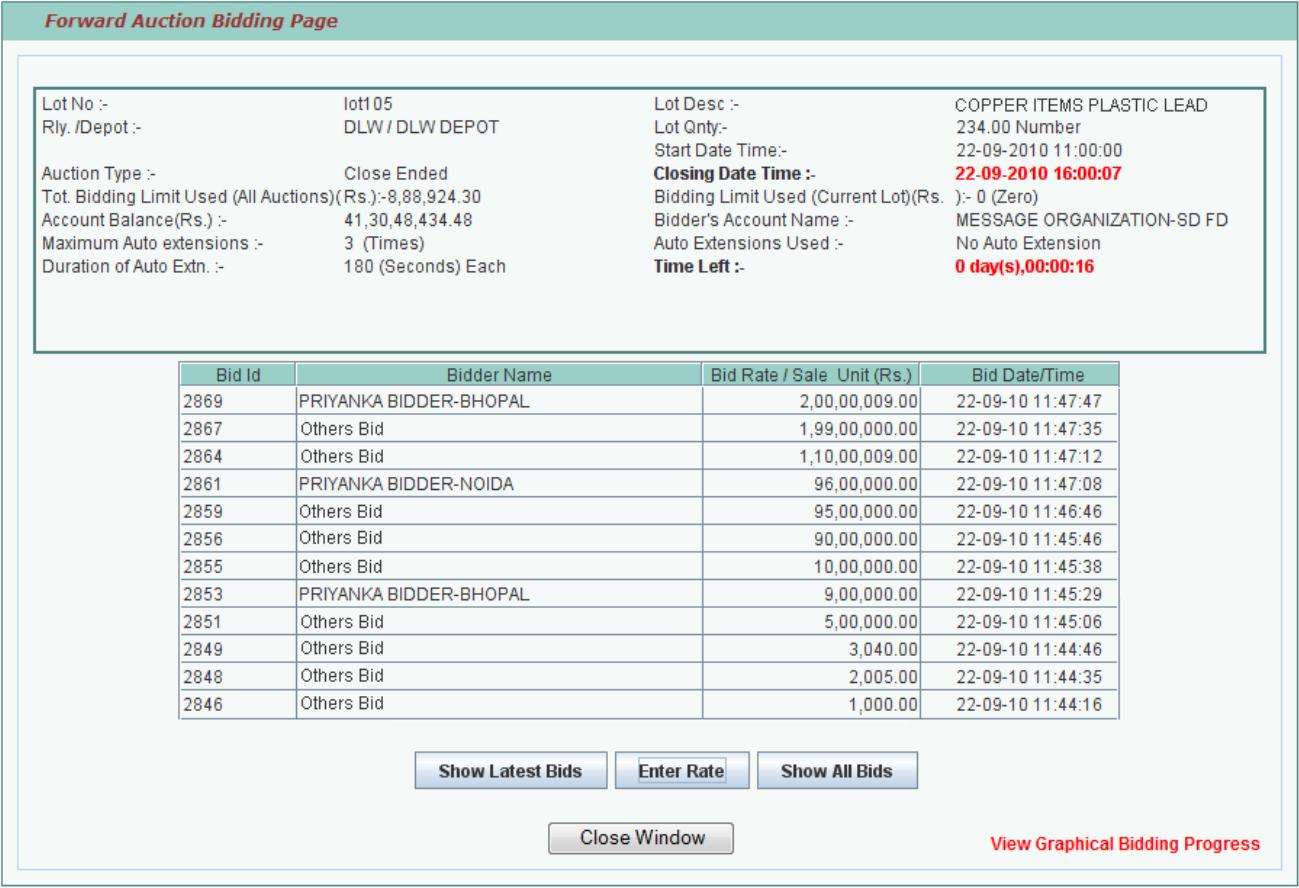 Forward Auction Bidding Page
Lot No :- lot105 Lot Desc :- COPPER ITEMS PLASTIC LEAD
Rly. /Depot :- DLW / DLW DEPOT Lot Qnty:- 234.00 Number
Start Date Time:- 22-09-2010 11:00:00
Auction Type :- Close Ended Closing Date Time :- 22-09-2010 16:00:07
Tot. Bidding Limit Used (All Auctions)( Rs.):-8,88,924.30 Bidding Limit Used (Current Lot)(Rs. ):- 0 (Zero)
Account Balance(Rs.) :- 41,30,48,434.48 Bidder's Account Name :- MESSAGE ORGANIZATION-SD FD
Maximum Auto extensions :- 3 (Times) Auto Extensions Used :- No Auto Extension
Duration of Auto Extn. :- 180 (Seconds) Each Time Left :- 0 day(s),00:00:16
Bid Id Bidder Name Bid Rate / Sale Unit (Rs.) Bid Date/Time
2869 PRIYANKA BIDDER-BHOPAL 2,00,00,009.00 22-09-10 11:47:47
2867 Others Bid 1,99,00,000.00 22-09-10 11:47:35
2864 Others Bid 1,10,00,009.00 22-09-10 11:47:12
2861 PRIYANKA BIDDER-NOIDA 96,00,000.00 22-09-10 11:47:08
2859 Others Bid 95,00,000.00 22-09-10 11:46:46
2856 Others Bid 90,00,000.00 22-09-10 11:45:46
2855 Others Bid 10,00,000.00 22-09-10 11:45:38
2853 PRIYANKA BIDDER-BHOPAL 9,00,000.00 22-09-10 11:45:29
2851 Others Bid 5,00,000.00 22-09-10 11:45:06
2849 Others Bid 3,040.00 22-09-10 11:44:46
2848 Others Bid 2,005.00 22-09-10 11:44:35
2846 Others Bid 1,000.00 22-09-10 11:44:16
Show Latest Bids Enter Rate Show All Bids
Close Window
View Graphical Bidding Progress